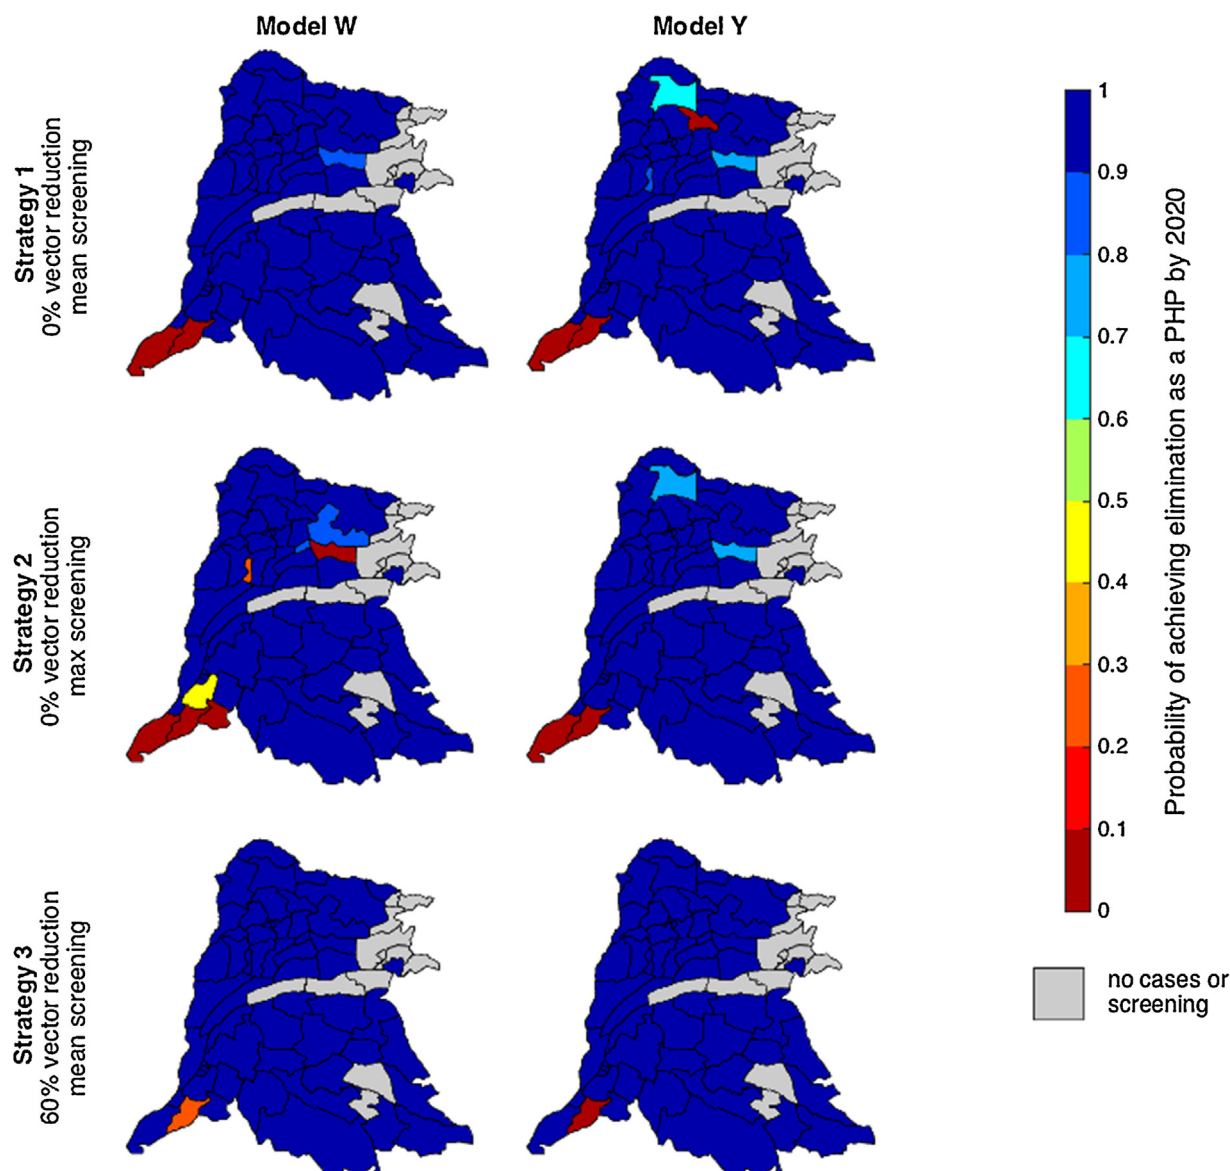 Model W
Model Y
Strategy 1
0% vector reduction
mean screening
Strategy 2
0% vector reduction
max screening
Strategy 3
60% vector reduction
mean screening
1
0.9
0.8
0.7
0.6
0.5
0.4
0.3
0.2
0.1
0
Probability of achieving elimination as a PHP by 2020
no cases or
screening